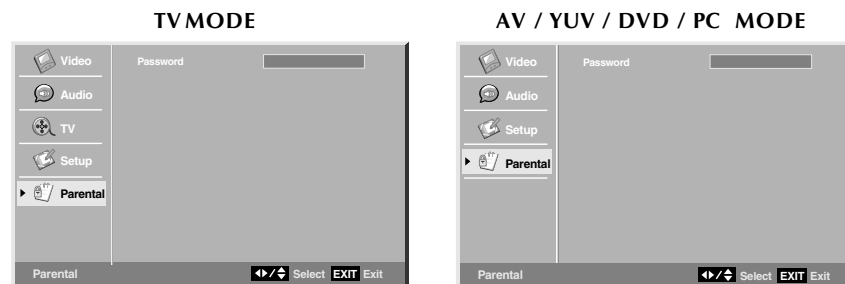 TV MODE
Video
Password
Audio
TV
Setup
Parental
Parental
Select EXIT Exit
AV / YUV / DVD / PC MODE
Video
Password
Audio
Setup
Parental
Parental
Select EXIT Exit